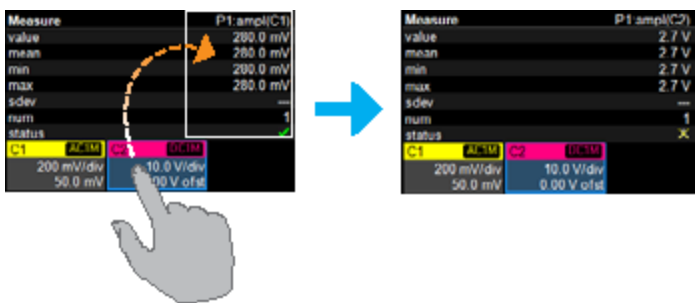 Measure P1:ampl(C1)
value 280.0 mV
mean 280.0 mV
min 280.0 mV
max 280.0 mV
sdev ---
num 1
status
C1 AC1M C2 DC1M
200 mV/div 10.0 V/div
50.0 mV 00 V ofst
Measure P1:ampl(C2)
value 2.7 V
mean 2.7 V
min 2.7 V
max 2.7 V
sdev ---
num 1
status
C1 AC1M C2 DC1M
200 mV/div 10.0 V/div
50.0 mV 0.00 V ofst